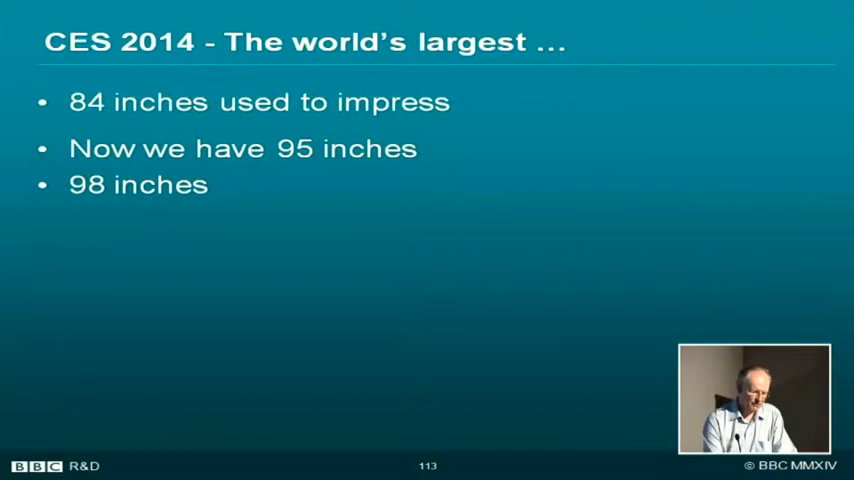 CES 2014 - The world's largest ...
• 84 inches used to impress
• Now we have 95 inches
• 98 inches
BBC R&D
113
© BBC MMXIV